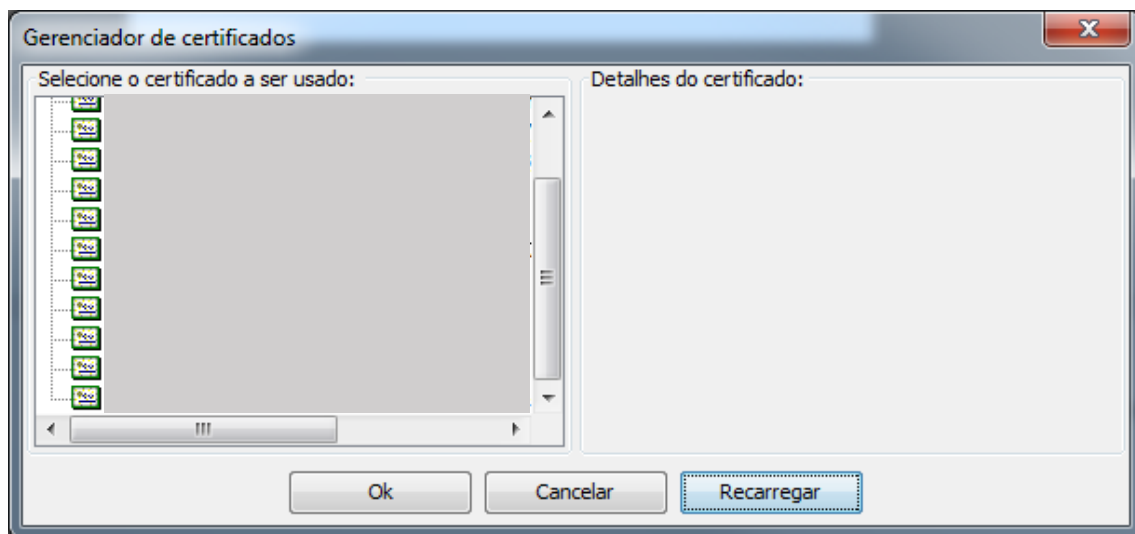 Gerenciador de certificados
Selecione o certificado a ser usado:
Detalhes do certificado:
Ok
Cancelar
Recarregar